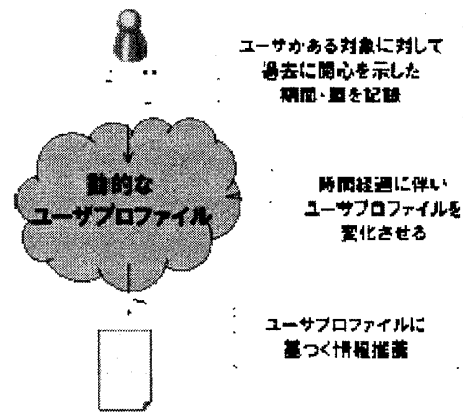 ユーザがある対象に対して
過去に関心を示した
期間・量を記録
動的な
ユーザプロファイル
時間経過に伴い
ユーザプロファイルを
変化させる
ユーザプロファイルに
基づく情報推薦